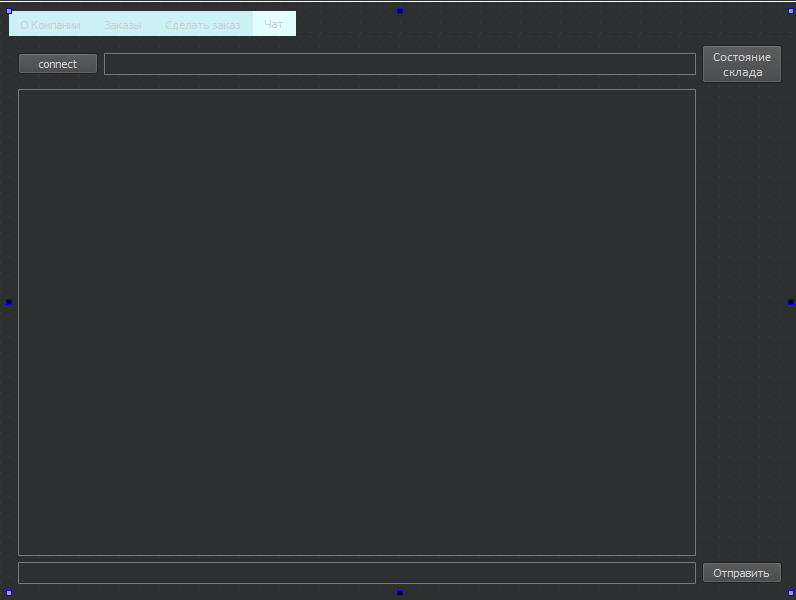 О Компании Заказы Сделать заказ Чат
connect
Состояние
склада
Отправить